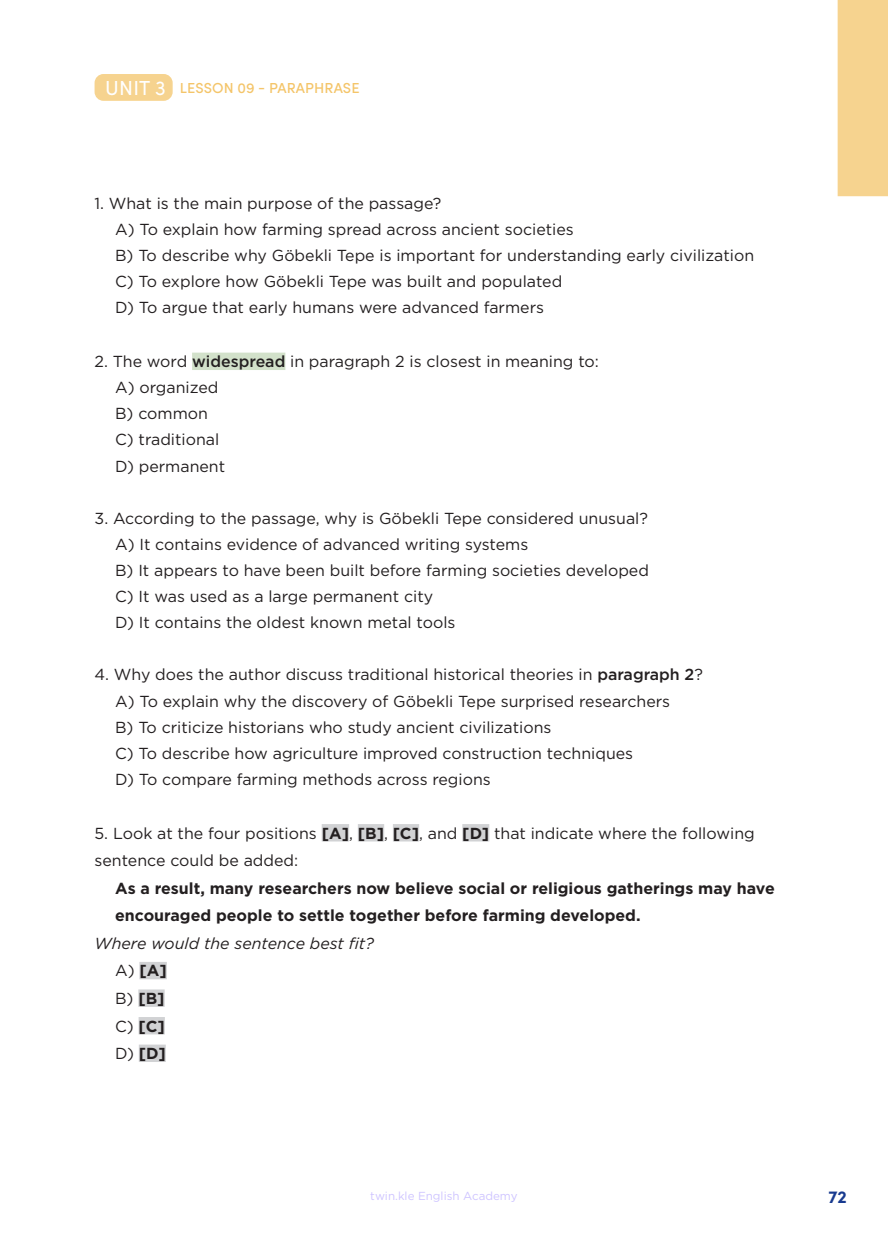 UNIT 3 LESSON 09 - PARAPHRASE
1. What is the main purpose of the passage?
A) To explain how farming spread across ancient societies
B) To describe why Göbekli Tepe is important for understanding early civilization
C) To explore how Göbekli Tepe was built and populated
D) To argue that early humans were advanced farmers
2. The word widespread in paragraph 2 is closest in meaning to:
A) organized
B) common
C) traditional
D) permanent
3. According to the passage, why is Göbekli Tepe considered unusual?
A) It contains evidence of advanced writing systems
B) It appears to have been built before farming societies developed
C) It was used as a large permanent city
D) It contains the oldest known metal tools
4. Why does the author discuss traditional historical theories in paragraph 2?
A) To explain why the discovery of Göbekli Tepe surprised researchers
B) To criticize historians who study ancient civilizations
C) To describe how agriculture improved construction techniques
D) To compare farming methods across regions
5. Look at the four positions [A], [B], [C], and [D] that indicate where the following
sentence could be added:
As a result, many researchers now believe social or religious gatherings may have
encouraged people to settle together before farming developed.
Where would the sentence best fit?
A) [A]
B) [B]
C) [C]
D) [D]
twin.kle English Academy
72